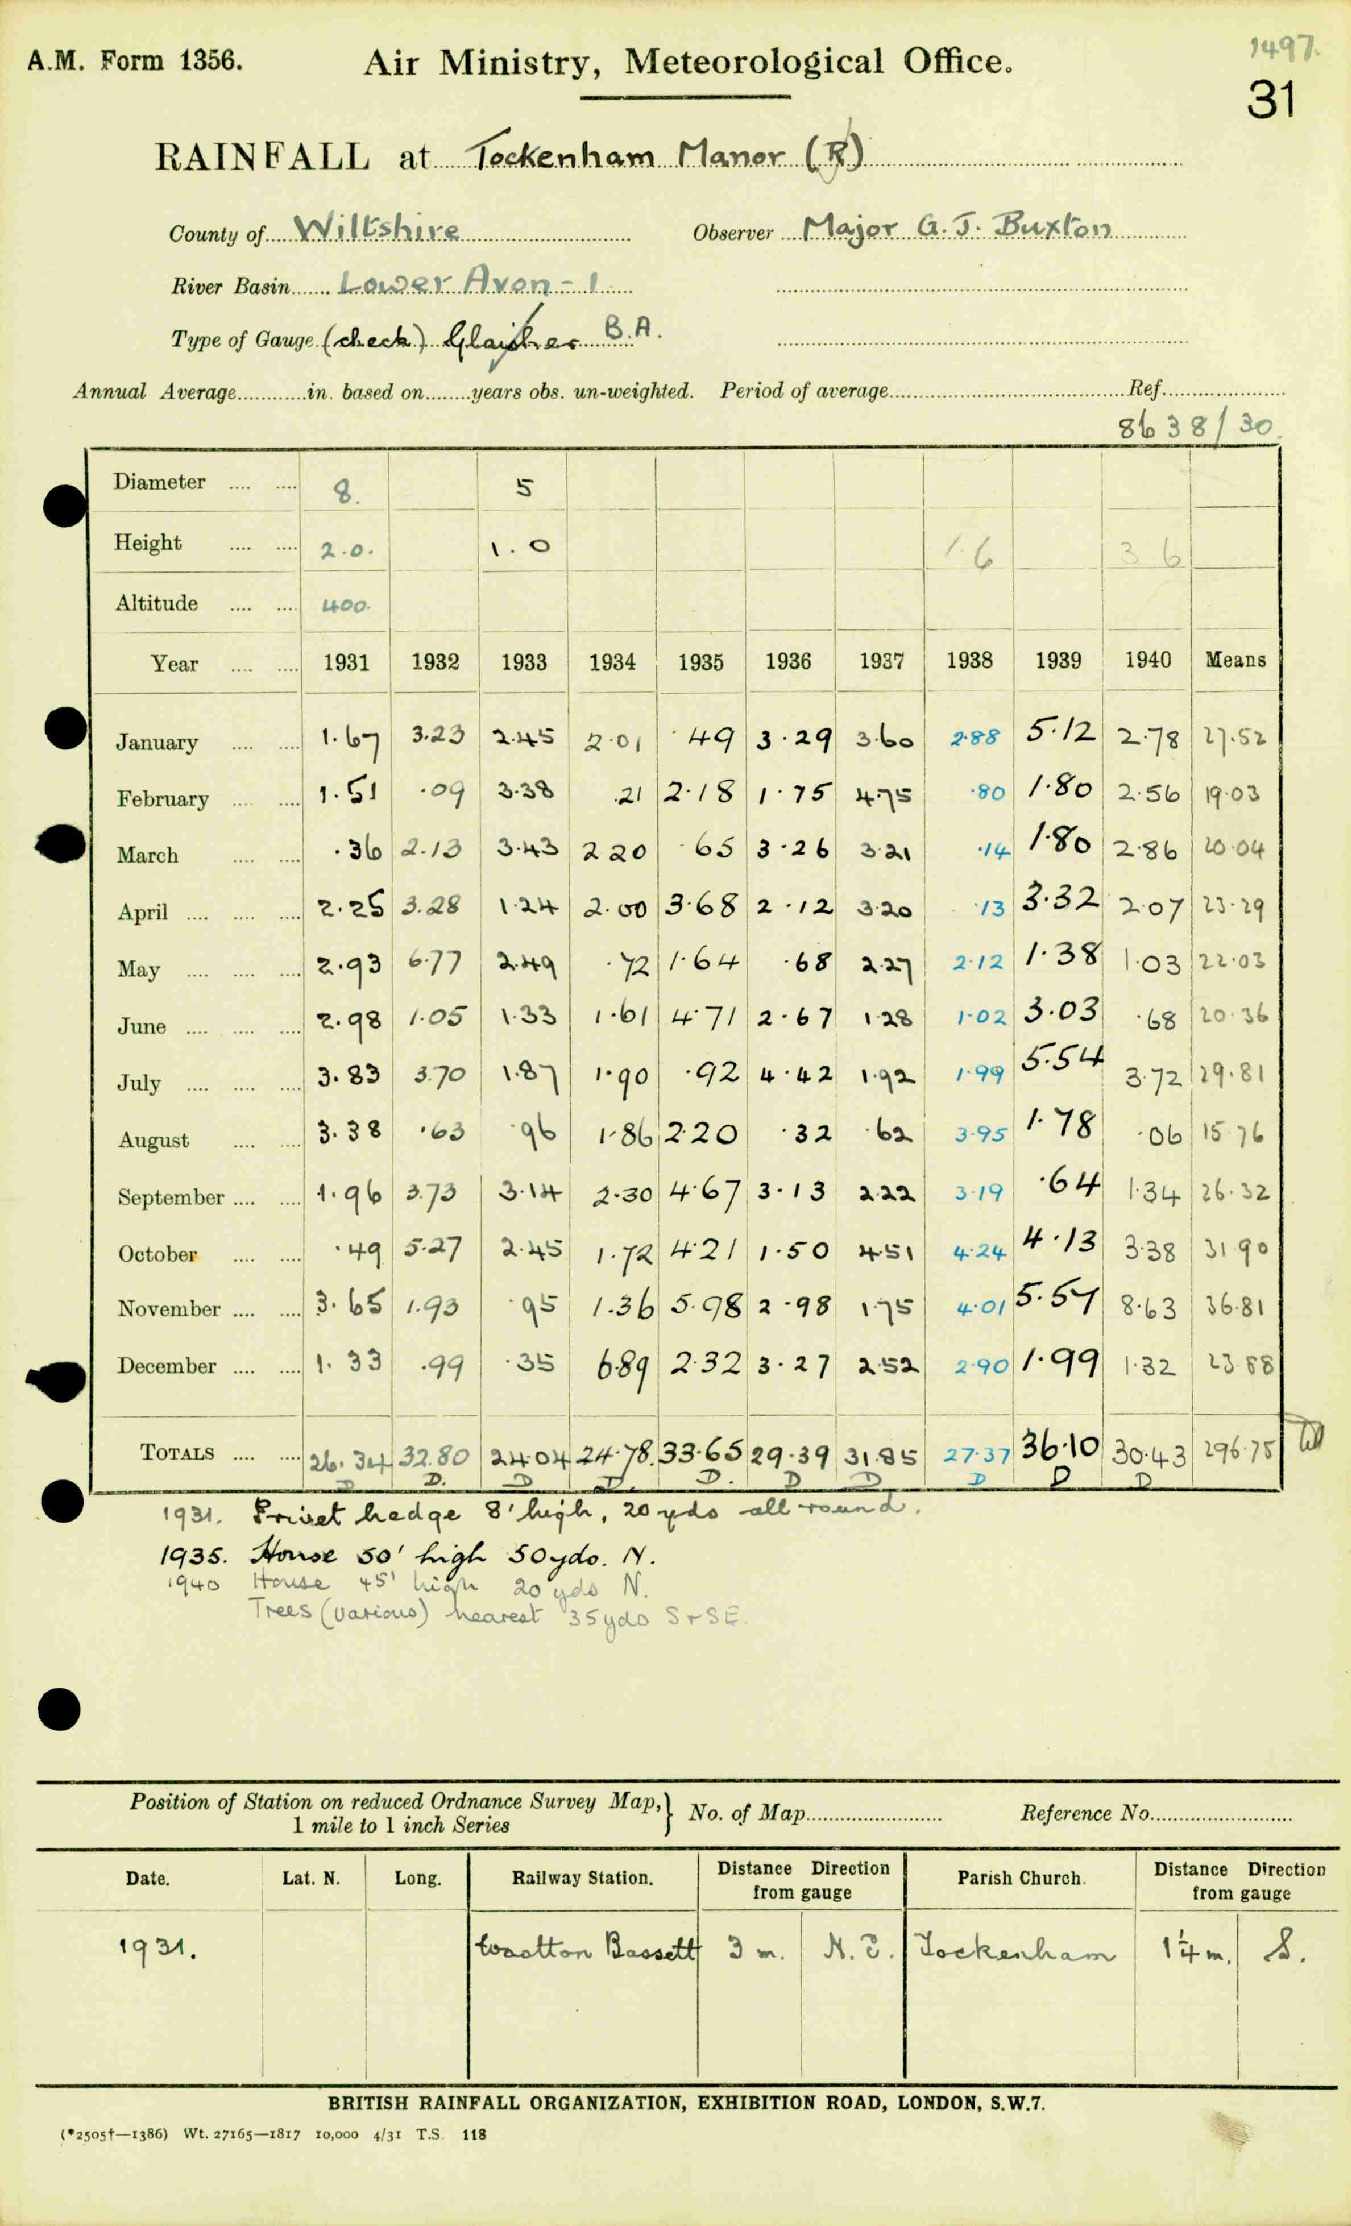 A.M. Form 1356. Air Ministry, Meteorological Office. 1497.
31
RAINFALL at Tockenham Manor (R)
County of Wiltshire Observer Major G. J. Buxton
River Basin Lower Avon - 1
Type of Gauge (check) Glaisher B.A.
Annual Average in. based on years obs. un-weighted. Period of average Ref.
8638/30
Diameter 8. 5
Height 2.0. 1.0 1.6 3 6
Altitude 400.
Year 1931 1932 1933 1934 1935 1936 1937 1938 1939 1940 Means
January 1.67 3.23 2.45 2.01 .49 3.29 3.60 2.88 5.12 2.78 27.52
February 1.51 .09 3.38 .21 2.18 1.75 4.75 .80 1.80 2.56 19.03
March .36 2.13 3.43 2 20 .65 3.26 3.21 .14 1.80 2.86 20.04
April 2.25 3.28 1.24 2.00 3.68 2.12 3.20 .13 3.32 2.07 23.29
May 2.93 6.77 2.49 .72 1.64 .68 2.27 2.12 1.38 1.03 22.03
June 2.98 1.05 1.33 1.61 4.71 2.67 1.28 1.02 3.03 .68 20.36
July 3.83 3.70 1.87 1.90 .92 4.42 1.92 1.99 5.54 3.72 29.81
August 3.38 .63 .96 1.86 2.20 .32 .62 3.95 1.78 .06 15.76
September 1.96 3.73 3.14 2.30 4.67 3.13 2.22 3.19 .64 1.34 26.32
October .49 5.27 2.45 1.72 4.21 1.50 4.51 4.24 4.13 3.38 31.90
November 3.65 1.93 .95 1.36 5.98 2.98 1.75 4.01 5.57 8.63 36.81
December 1.33 .99 .35 6.89 2.32 3.27 2.52 2.90 1.99 1.32 23.88
TOTALS 26.34 32.80 24.04 24.78. 33.65 29.39 31.85 27.37 36.10 30.43 296.75
D D. D D. D. D D D D D
1931. Privet hedge 8' high, 20 yds all round.
1935. House 50' high 50yds. N.
1940 House 45' high 20 yds N.
Trees (various) nearest 35yds S + SE.
Position of Station on reduced Ordnance Survey Map, 1 mile to 1 inch Series } No. of Map Reference No.
Date. Lat. N. Long. Railway Station. Distance Direction from gauge Parish Church. Distance Direction from gauge
1931. Wootton Bassett 3 m. N.E. Tockenham 1¼ m. S.
BRITISH RAINFALL ORGANIZATION, EXHIBITION ROAD, LONDON, S.W.7.
(*2505†—1386) Wt. 27165—1817 10,000 4/31 T.S. 118